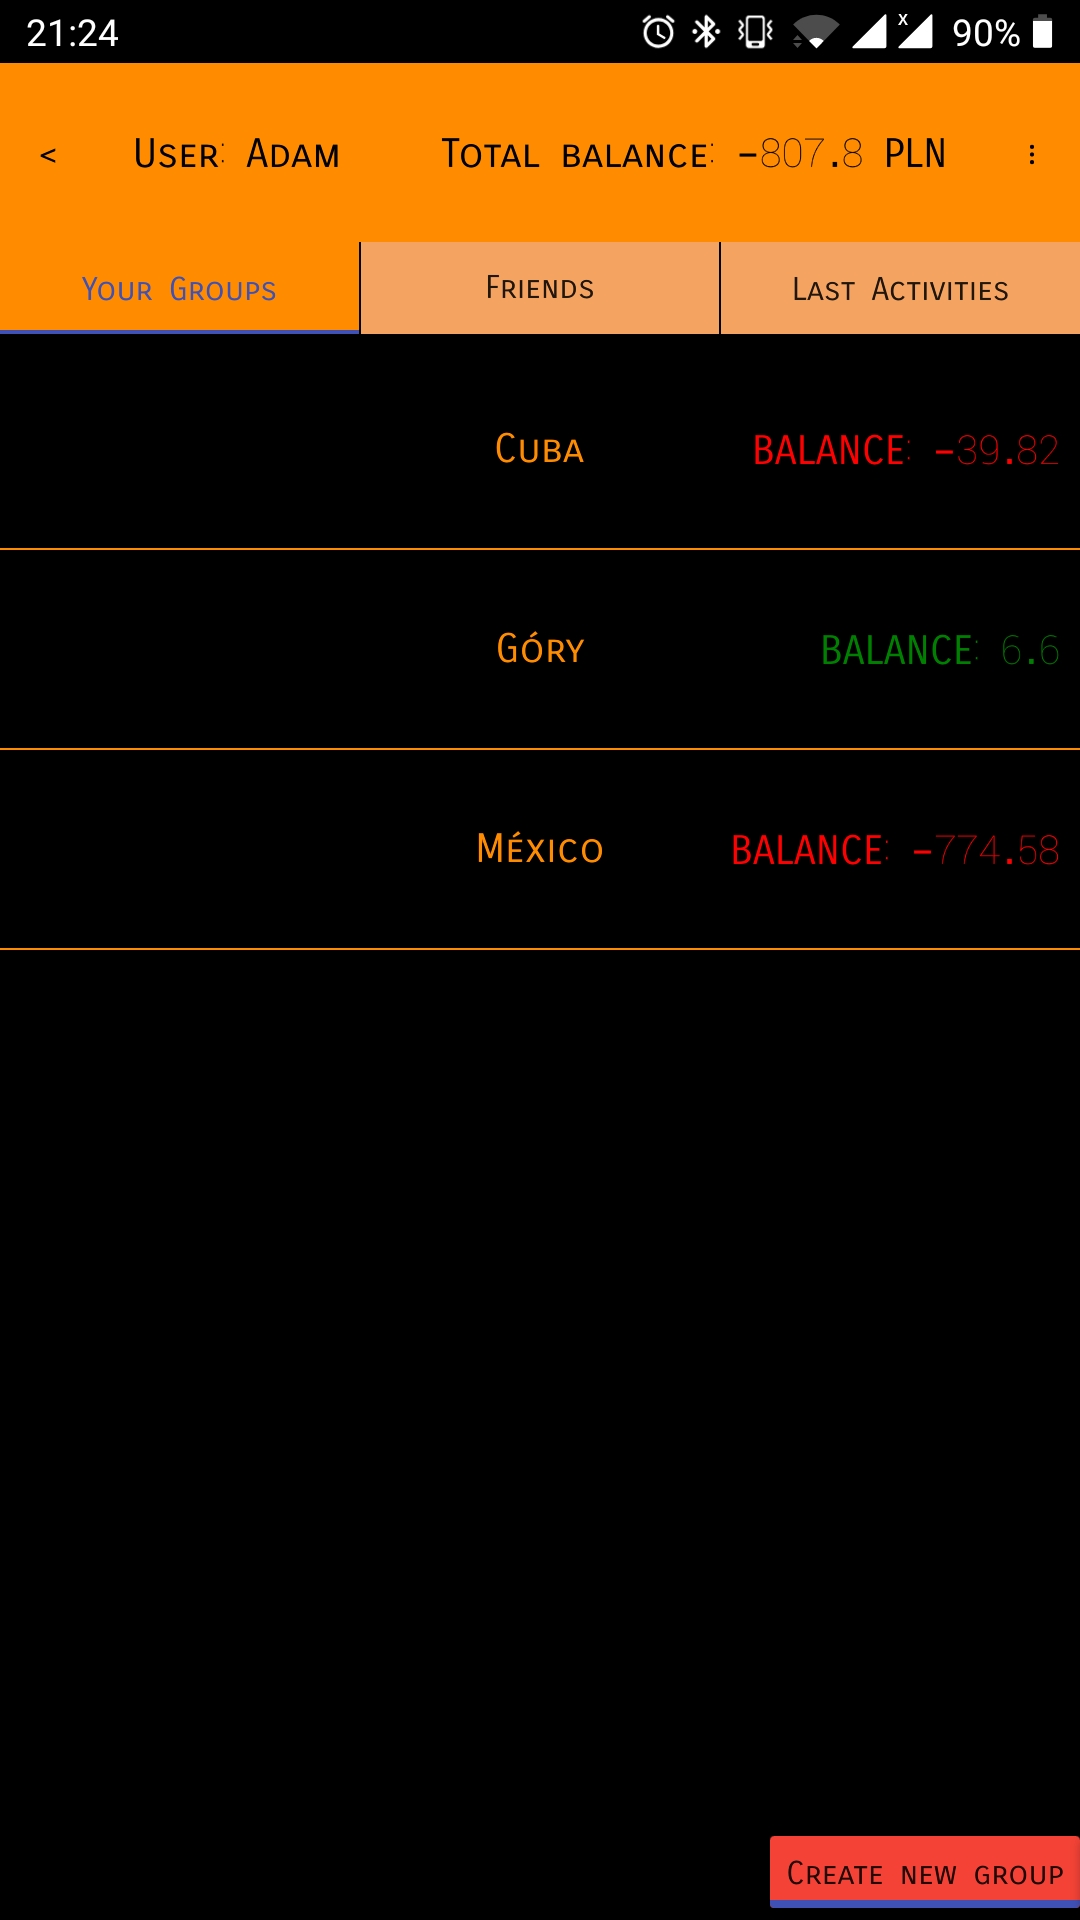 21:24 x 90%
< User: Adam Total balance: -807.8 PLN
Your Groups Friends Last Activities
Cuba BALANCE: -39.82
Góry BALANCE: 6.6
México BALANCE: -774.58
Create new group